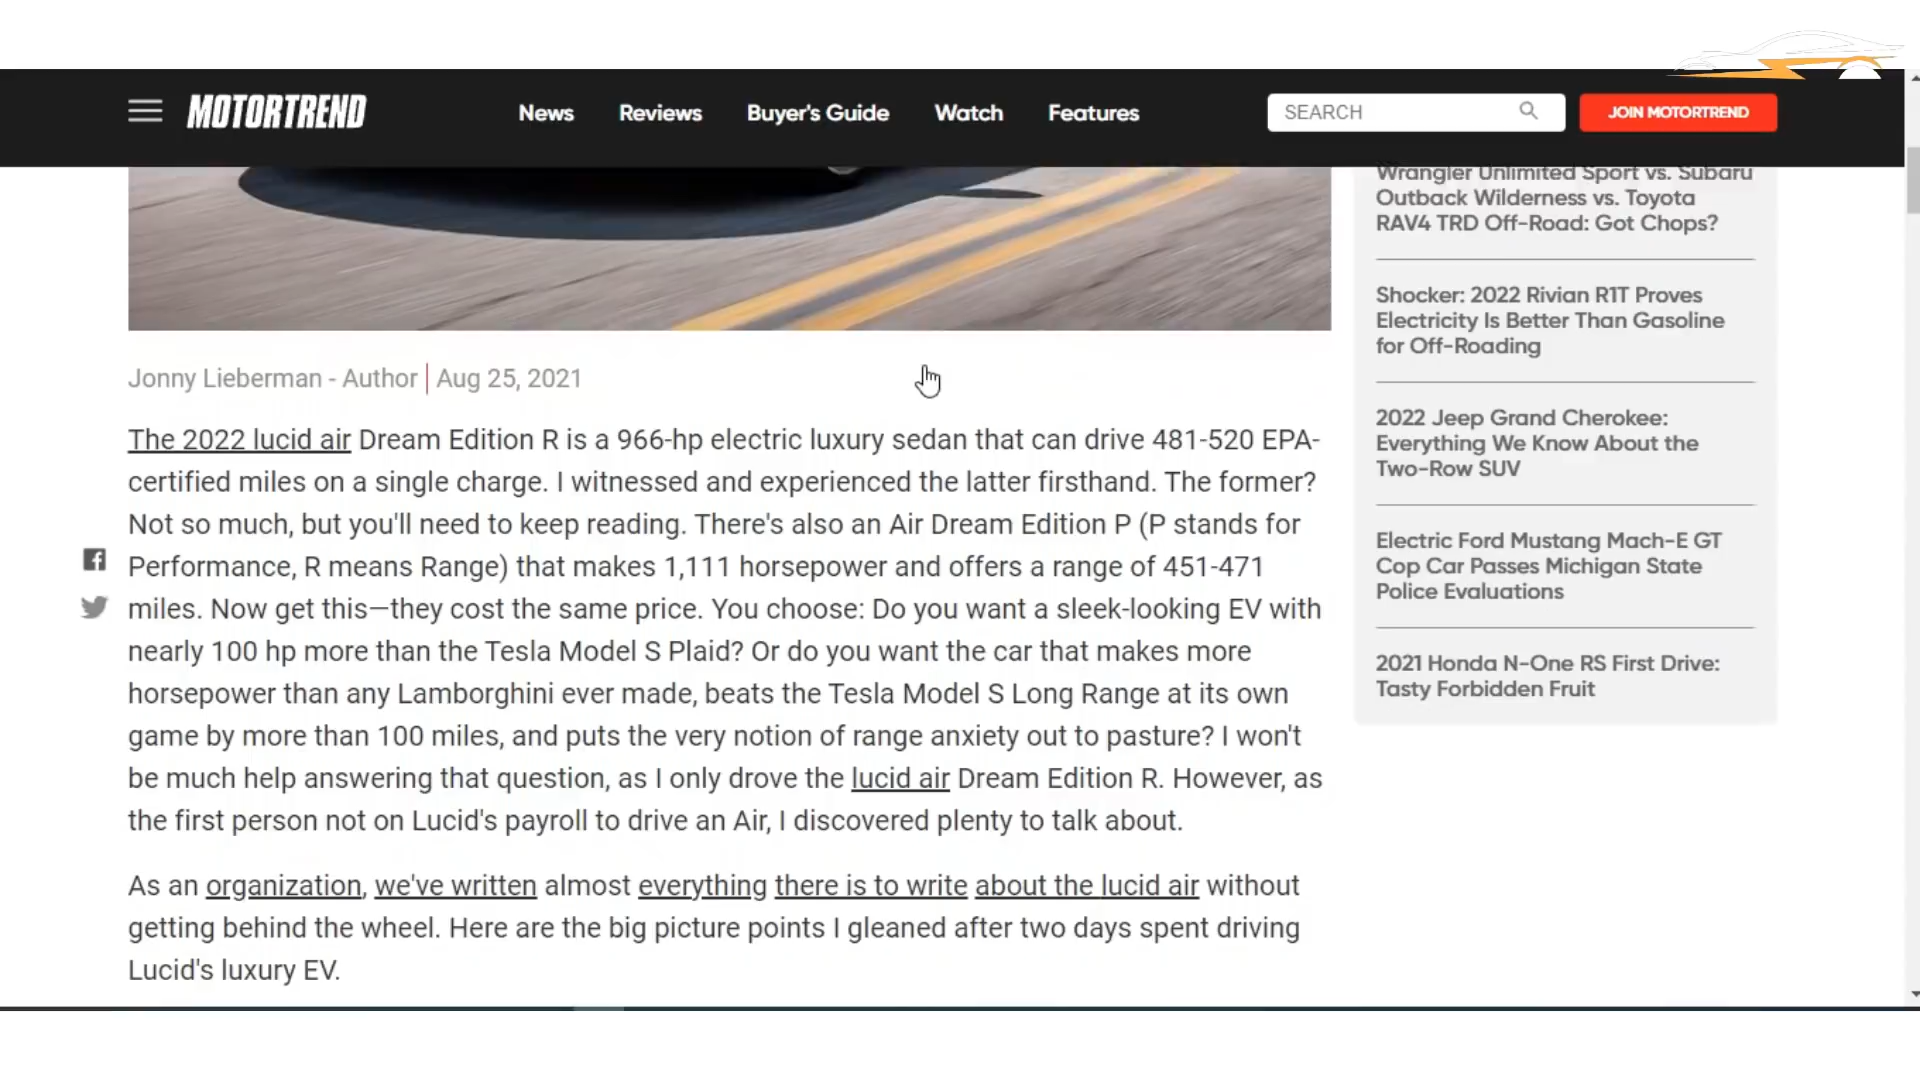 MOTORTREND
News
Reviews
Buyer's Guide
Watch
Features
SEARCH
JOIN MOTORTREND
Jonny Lieberman - Author | Aug 25, 2021
The 2022 lucid air Dream Edition R is a 966-hp electric luxury sedan that can drive 481-520 EPA-
certified miles on a single charge. I witnessed and experienced the latter firsthand. The former?
Not so much, but you'll need to keep reading. There's also an Air Dream Edition P (P stands for
Performance, R means Range) that makes 1,111 horsepower and offers a range of 451-471
miles. Now get this—they cost the same price. You choose: Do you want a sleek-looking EV with
nearly 100 hp more than the Tesla Model S Plaid? Or do you want the car that makes more
horsepower than any Lamborghini ever made, beats the Tesla Model S Long Range at its own
game by more than 100 miles, and puts the very notion of range anxiety out to pasture? I won't
be much help answering that question, as I only drove the lucid air Dream Edition R. However, as
the first person not on Lucid's payroll to drive an Air, I discovered plenty to talk about.
As an organization, we've written almost everything there is to write about the lucid air without
getting behind the wheel. Here are the big picture points I gleaned after two days spent driving
Lucid's luxury EV.
Wrangler Unlimited Sport vs. Subaru
Outback Wilderness vs. Toyota
RAV4 TRD Off-Road: Got Chops?
Shocker: 2022 Rivian R1T Proves
Electricity Is Better Than Gasoline
for Off-Roading
2022 Jeep Grand Cherokee:
Everything We Know About the
Two-Row SUV
Electric Ford Mustang Mach-E GT
Cop Car Passes Michigan State
Police Evaluations
2021 Honda N-One RS First Drive:
Tasty Forbidden Fruit